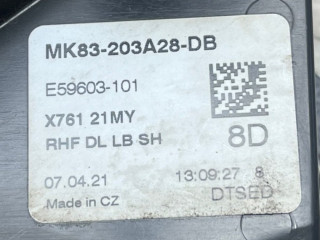 MK83-203A28-DB
E59603-101
X761 21MY
RHF DL LB SH
8D
07.04.21 13:09:27 8
Made in CZ DTSED